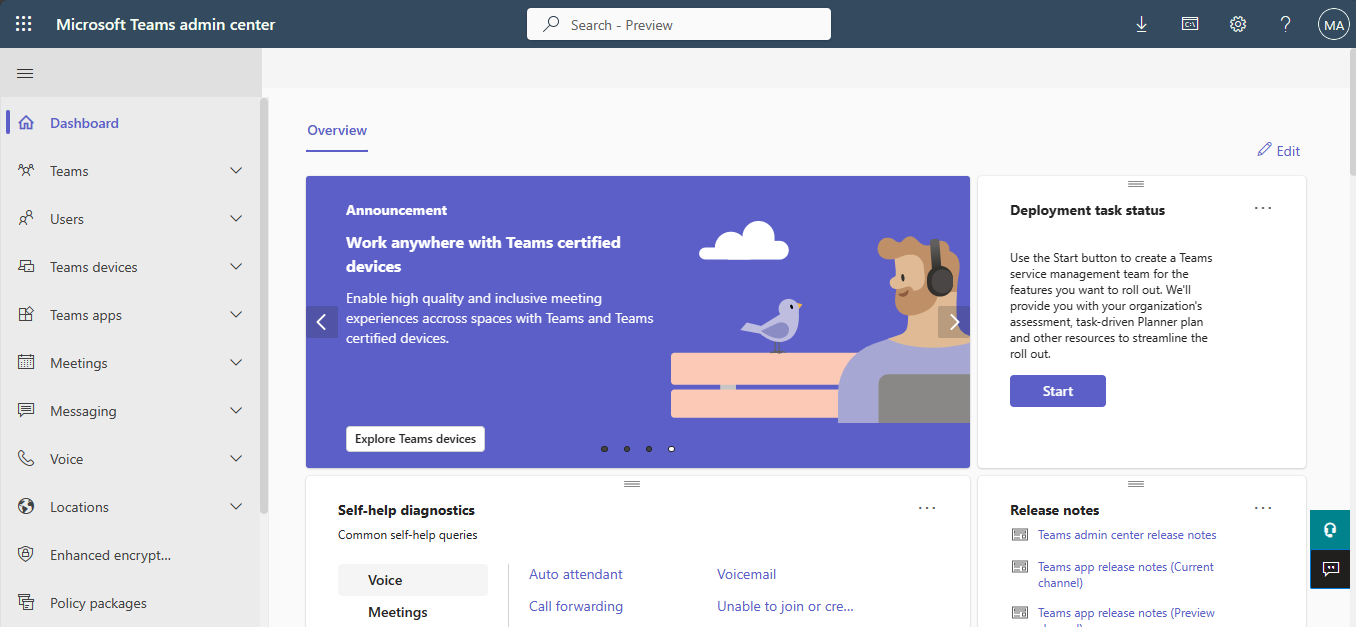 Microsoft Teams admin center
Search - Preview
?
MA
Dashboard
Teams
Users
Teams devices
Teams apps
Meetings
Messaging
Voice
Locations
Enhanced encrypt...
Policy packages
Overview
Edit
Announcement
Work anywhere with Teams certified
devices
Enable high quality and inclusive meeting
experiences accross spaces with Teams and Teams
certified devices.
Explore Teams devices
Deployment task status
Use the Start button to create a Teams
service management team for the
features you want to roll out. We'll
provide you with your organization's
assessment, task-driven Planner plan
and other resources to streamline the
roll out.
Start
Self-help diagnostics
Common self-help queries
Voice
Meetings
Auto attendant
Voicemail
Call forwarding
Unable to join or cre...
Release notes
Teams admin center release notes
Teams app release notes (Current
channel)
Teams app release notes (Preview
channel)